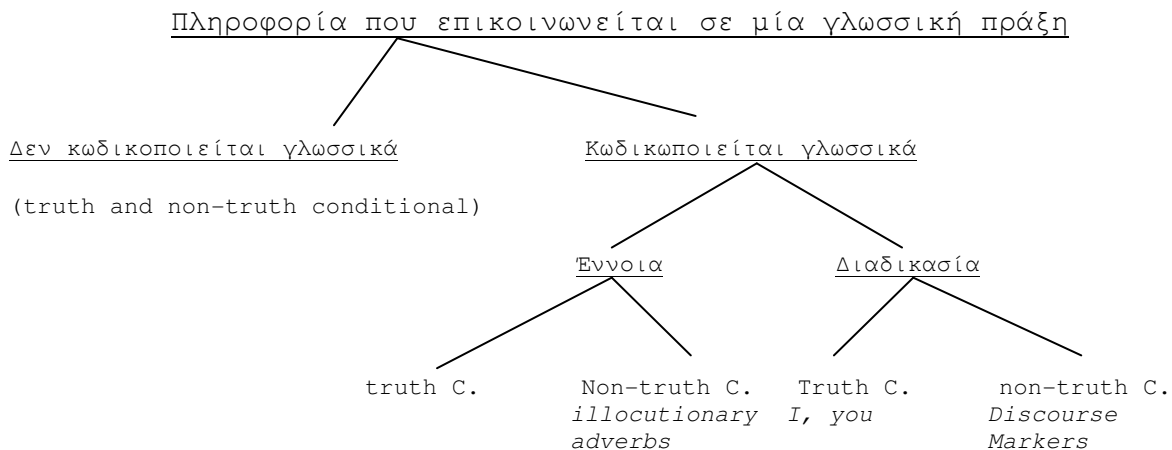 Πληροφορία που επικοινωνείται σε μία γλωσσική πράξη
Δεν κωδικοποιείται γλωσσικά
Κωδικωποιείται γλωσσικά
(truth and non-truth conditional)
Έννοια
Διαδικασία
truth C.
Non-truth C.
illocutionary
adverbs
Truth C.
I, you
non-truth C.
Discourse
Markers